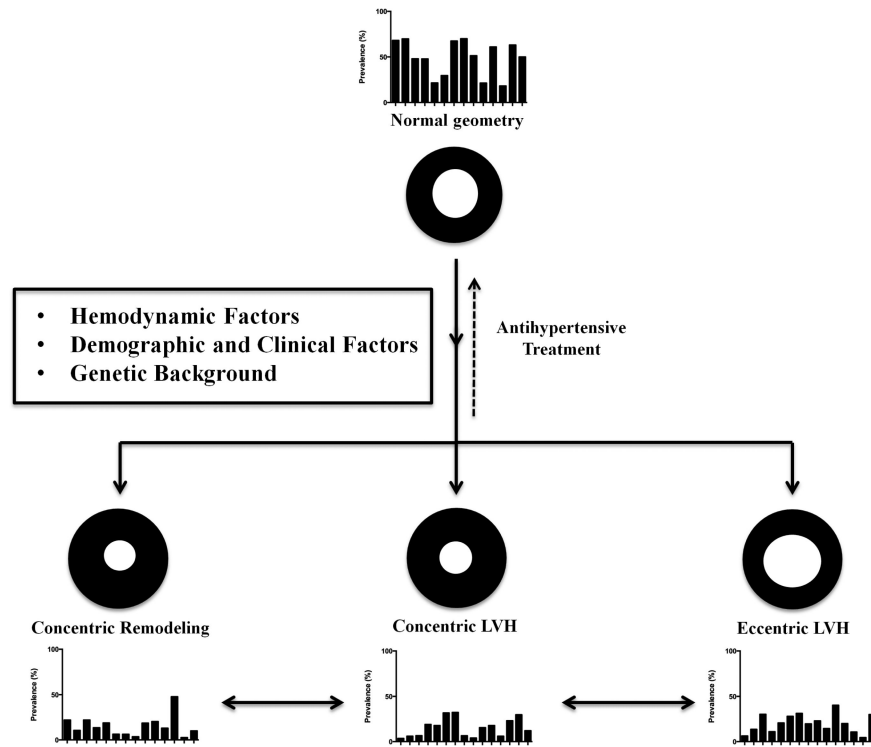 100
50
0
Prevalence (%)
Normal geometry
• Hemodynamic Factors
• Demographic and Clinical Factors
• Genetic Background
Antihypertensive
Treatment
Concentric Remodeling
Concentric LVH
Eccentric LVH
100
50
0
Prevalence (%)
100
50
0
Prevalence (%)
100
50
0
Prevalence (%)